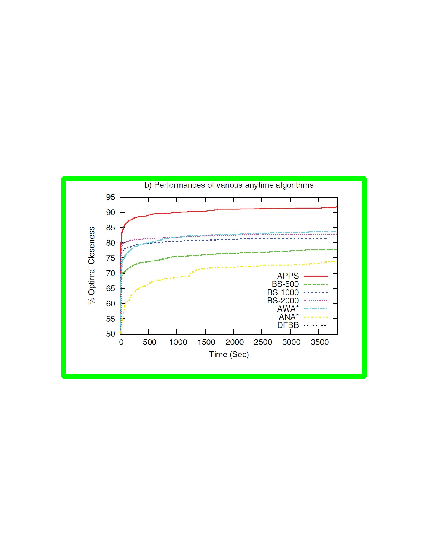 b) Performances of various anytime algorithms
95
90
85
80
75
70
65
60
55
50
% Optimal Closeness
0 500 1000 1500 2000 2500 3000 3500
Time (Sec)
APPS
BS-500
BS-1000
BS-2000
AWA*
ANA*
DFBB